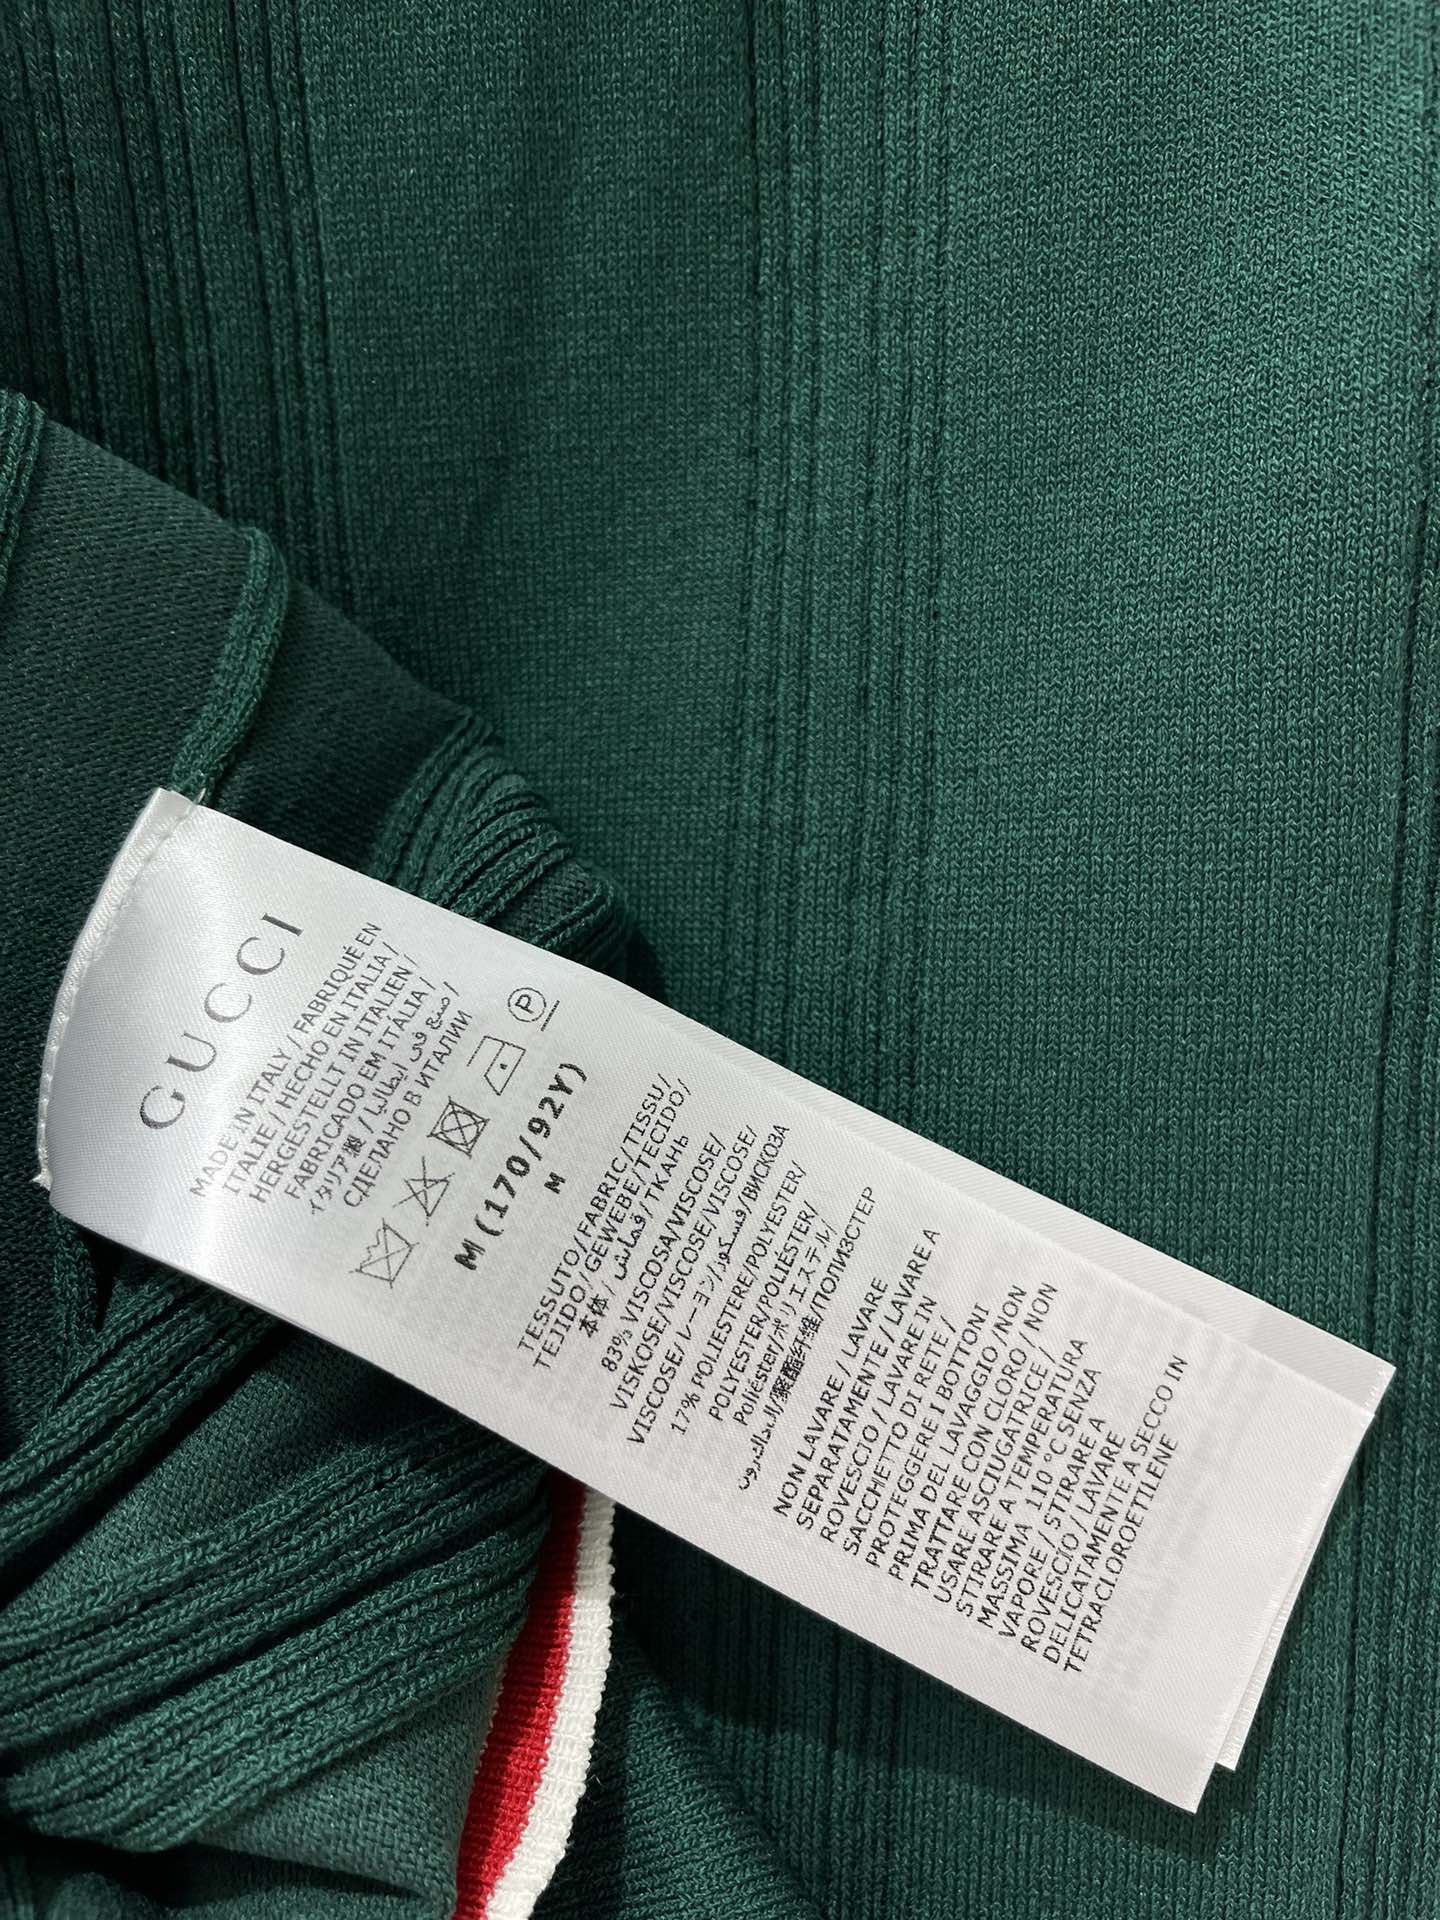 GUCCI
MADE IN ITALY / FABRIQUÉ EN
ITALIE / HECHO EN ITALIA /
HERGESTELLT IN ITALIEN /
FABRICADO EM ITÁLIA /
イタリア製 / صنع في ايطاليا /
СДЕЛАНО В ИТАЛИИ
P
M (170/92Y)
M
TESSUTO/FABRIC/TISSU/
TEJIDO/GEWEBE/TECIDO/
本体/قماش/ТКАНЬ
83% VISCOSA/VISCOSE/
VISKOSE/VISCOSE/VISCOSE/
VISCOSE/レーヨン/فسكوز/ВИСКОЗА
17% POLIESTERE/POLYESTER/
POLYESTER/POLIÉSTER/
Poliéster/ポリエステル/
聚酯纤维/ПОЛИЭСТЕР
NON LAVARE / LAVARE
SEPARATAMENTE / LAVARE A
ROVESCIO / LAVARE IN
SACCHETTO DI RETE /
PROTEGGERE I BOTTONI
PRIMA DEL LAVAGGIO /NON
TRATTARE CON CLORO / NON
USARE ASCIUGATRICE /
STIRARE A TEMPERATURA
MASSIMA 110 °C SENZA
VAPORE / STIRARE A
ROVESCIO / LAVARE
DELICATAMENTE A SECCO IN
TETRACLOROETTILENE